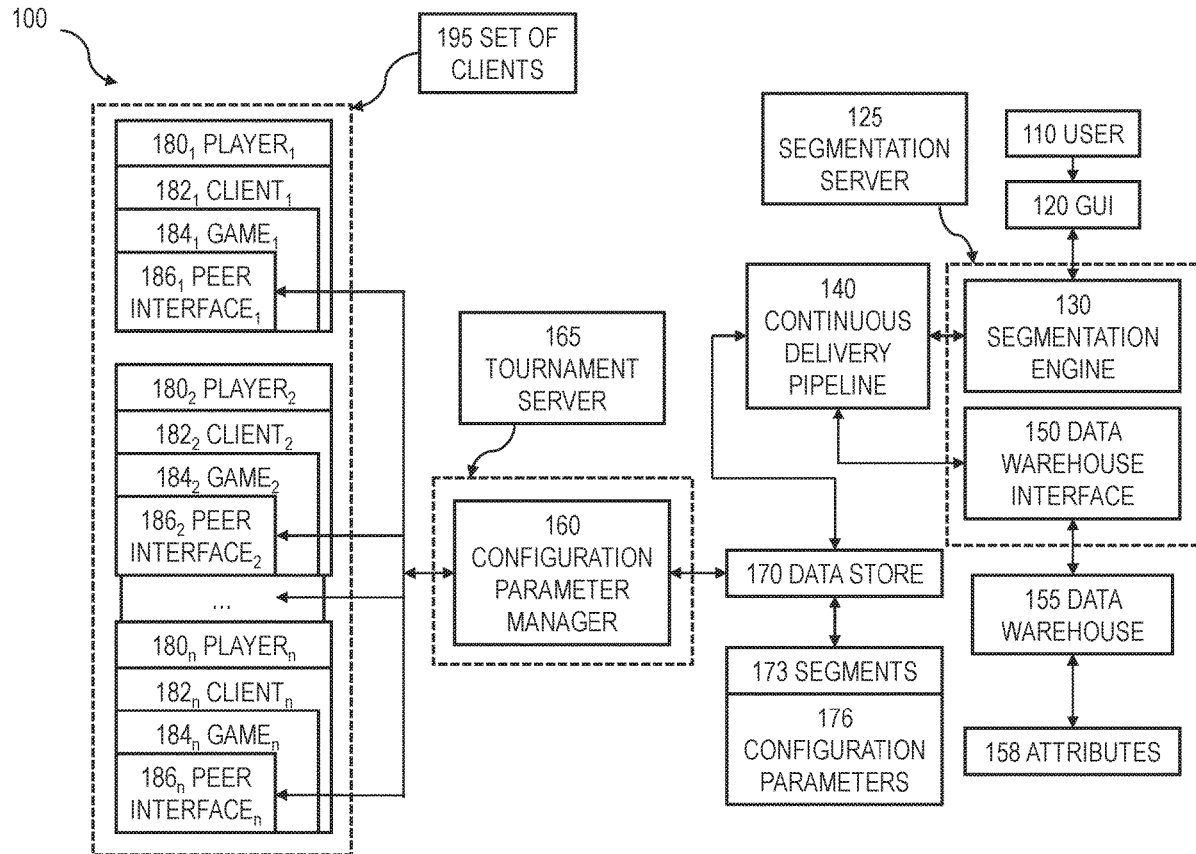 100
195 SET OF
CLIENTS
180₁ PLAYER₁
182₁ CLIENT₁
184₁ GAME₁
186₁ PEER
INTERFACE₁
180₂ PLAYER₂
182₂ CLIENT₂
184₂ GAME₂
186₂ PEER
INTERFACE₂
...
180ₙ PLAYERₙ
182ₙ CLIENTₙ
184ₙ GAMEₙ
186ₙ PEER
INTERFACEₙ
165
TOURNAMENT
SERVER
160
CONFIGURATION
PARAMETER
MANAGER
125
SEGMENTATION
SERVER
110 USER
120 GUI
140
CONTINUOUS
DELIVERY
PIPELINE
130
SEGMENTATION
ENGINE
150 DATA
WAREHOUSE
INTERFACE
170 DATA STORE
155 DATA
WAREHOUSE
173 SEGMENTS
176
CONFIGURATION
PARAMETERS
158 ATTRIBUTES